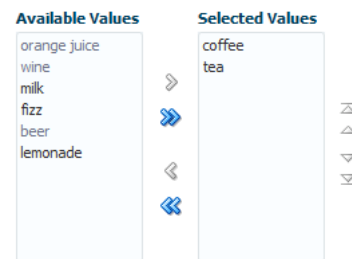 Available Values
orange juice
wine
milk
fizz
beer
lemonade
Selected Values
coffee
tea